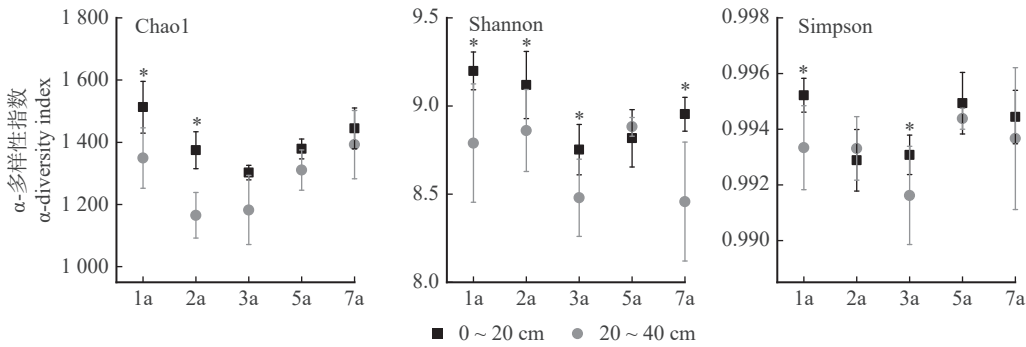 α-多样性指数
α-diversity index
Chao1
1 800
1 600
1 400
1 200
1 000
*
*
1a 2a 3a 5a 7a
Shannon
9.5
9.0
8.5
8.0
* * * *
1a 2a 3a 5a 7a
Simpson
0.998
0.996
0.994
0.992
0.990
* *
1a 2a 3a 5a 7a
0 ~ 20 cm 20 ~ 40 cm